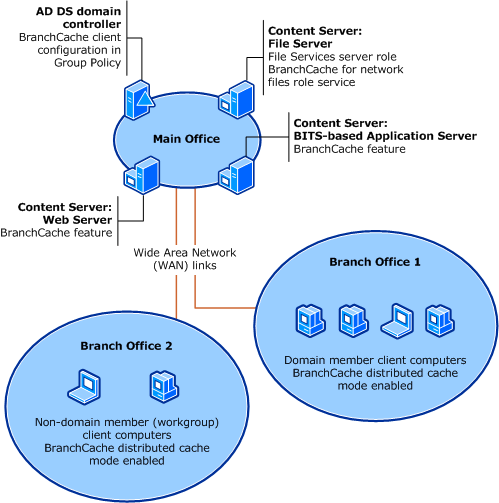 AD DS domain
controller
BranchCache client
configuration in
Group Policy
Content Server:
File Server
File Services server role
BranchCache for network
files role service
Main Office
Content Server:
BITS-based Application Server
BranchCache feature
Content Server:
Web Server
BranchCache feature
Wide Area Network
(WAN) links
Branch Office 1
Domain member client computers
BranchCache distributed cache
mode enabled
Branch Office 2
Non-domain member (workgroup)
client computers
BranchCache distributed cache
mode enabled